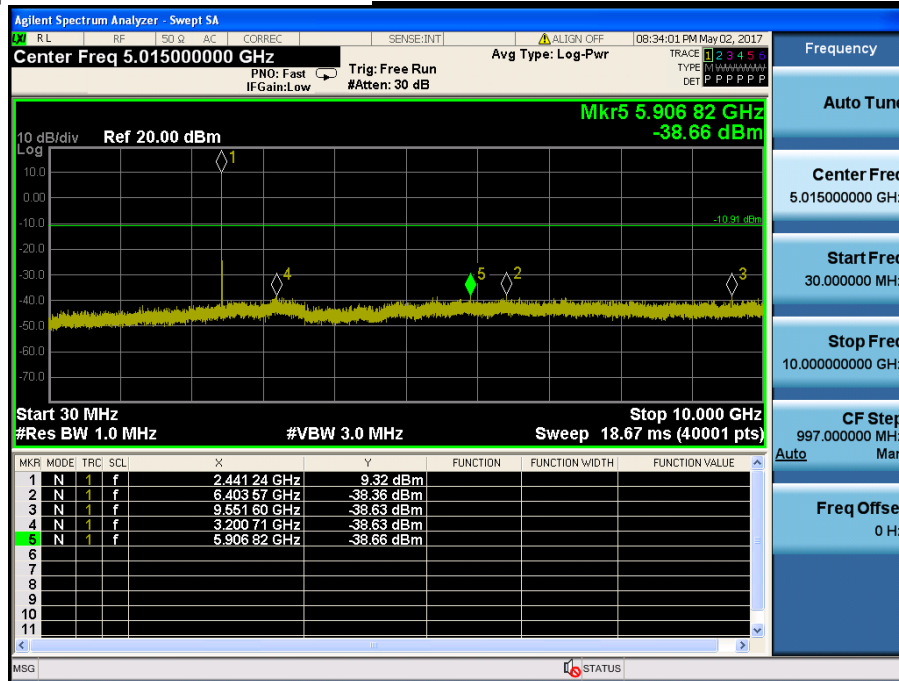 Agilent Spectrum Analyzer - Swept SA
LXI RL RF 50 Ω AC CORREC SENSE:INT ALIGN OFF 08:34:01 PM May 02, 2017
Center Freq 5.015000000 GHz
PNO: Fast
IFGain:Low
Trig: Free Run
#Atten: 30 dB
Avg Type: Log-Pwr
TRACE 1 2 3 4 5 6
TYPE M WWWWW
DET P P P P P P
Mkr5 5.906 82 GHz
-38.66 dBm
10 dB/div Ref 20.00 dBm
Log
10.0
0.00
-10.0
-20.0
-30.0
-40.0
-50.0
-60.0
-70.0
-10.91 dBm
1
4
5
2
3
Start 30 MHz Stop 10.000 GHz
#Res BW 1.0 MHz #VBW 3.0 MHz Sweep 18.67 ms (40001 pts)
MKR MODE TRC SCL X Y FUNCTION FUNCTION WIDTH FUNCTION VALUE
1 N 1 f 2.441 24 GHz 9.32 dBm
2 N 1 f 6.403 57 GHz -38.36 dBm
3 N 1 f 9.551 60 GHz -38.63 dBm
4 N 1 f 3.200 71 GHz -38.63 dBm
5 N 1 f 5.906 82 GHz -38.66 dBm
6
7
8
9
10
11
MSG STATUS
Frequency
Auto Tune
Center Freq
5.015000000 GHz
Start Freq
30.000000 MHz
Stop Freq
10.000000000 GHz
CF Step
997.000000 MHz
Auto Man
Freq Offset
0 Hz